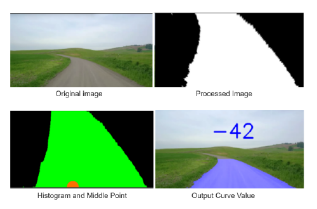 Original image
Processed Image
-42
Histogram and Middle Point
Output Curve Value